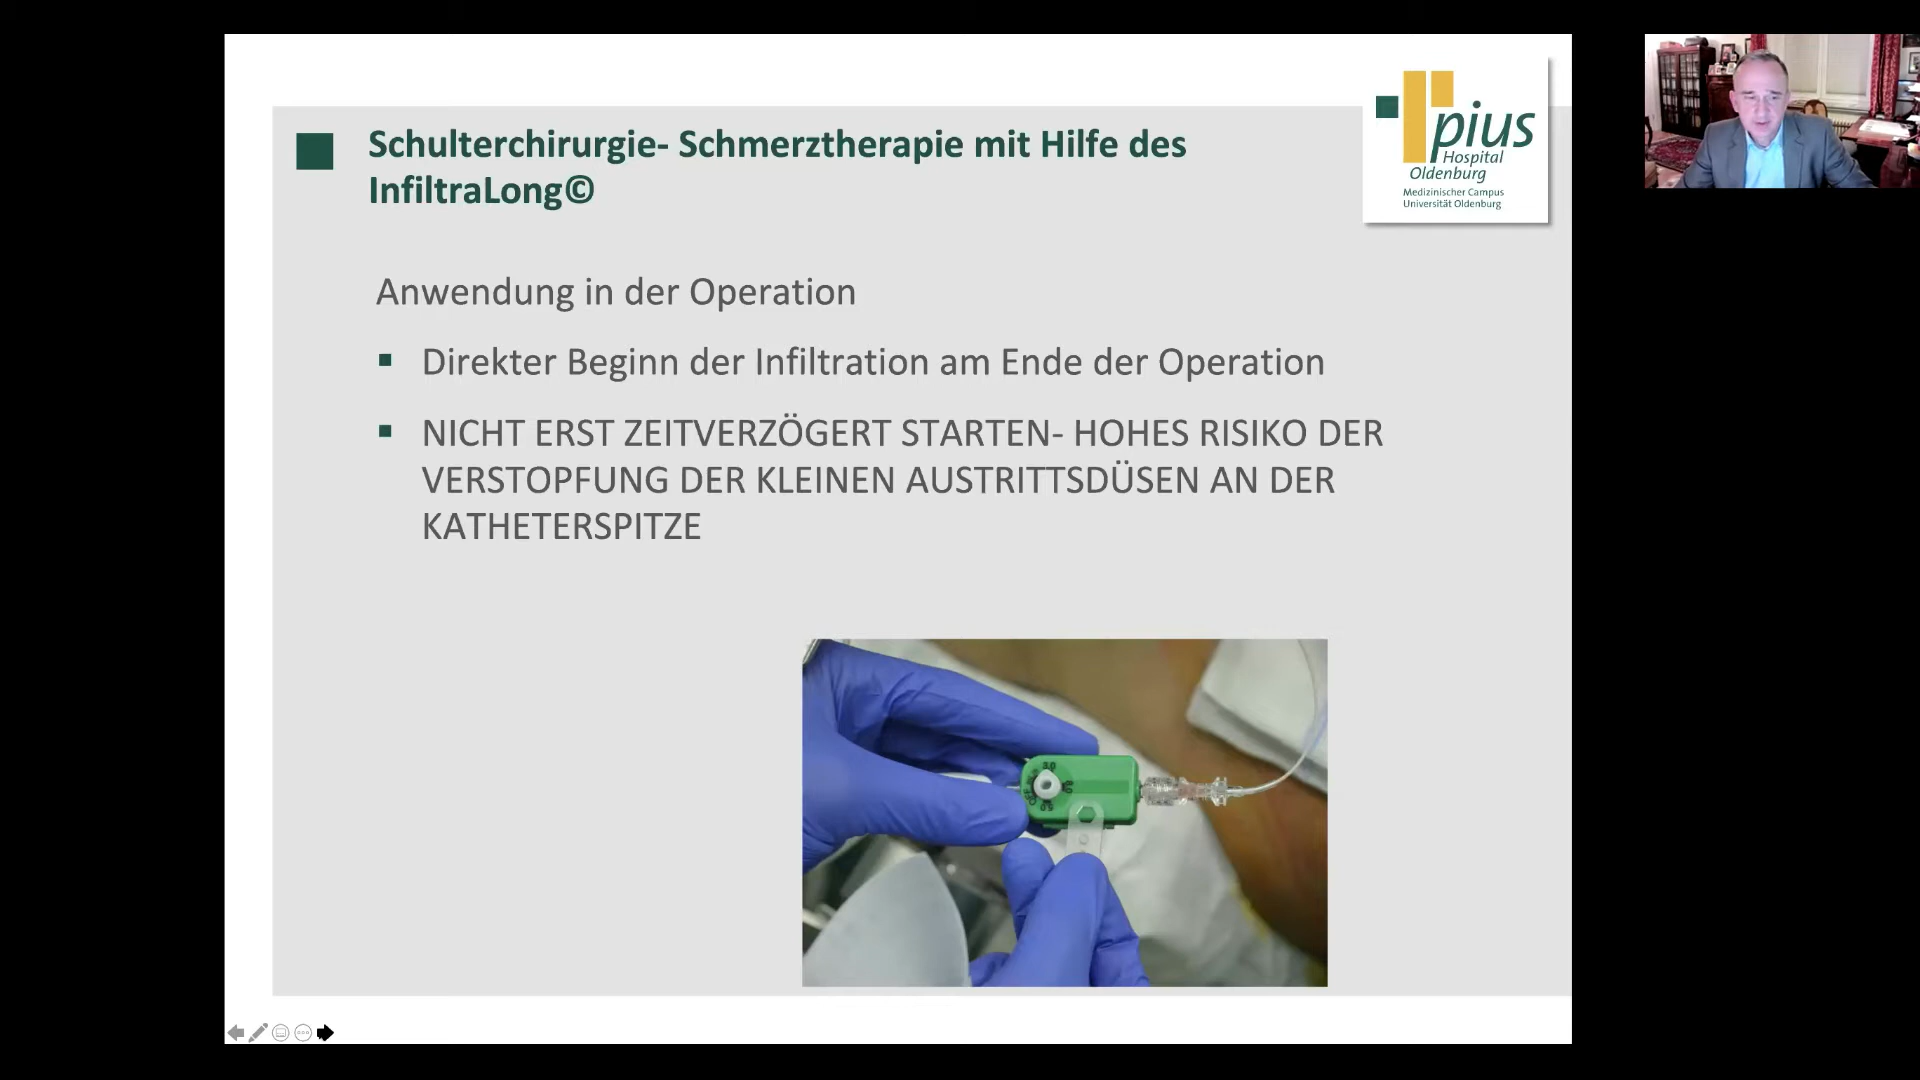 Schulterchirurgie- Schmerztherapie mit Hilfe des
InfiltraLong©
pius
Hospital
Oldenburg
Medizinischer Campus
Universität Oldenburg
Anwendung in der Operation
Direkter Beginn der Infiltration am Ende der Operation
NICHT ERST ZEITVERZÖGERT STARTEN- HOHES RISIKO DER
VERSTOPFUNG DER KLEINEN AUSTRITTSDÜSEN AN DER
KATHETERSPITZE